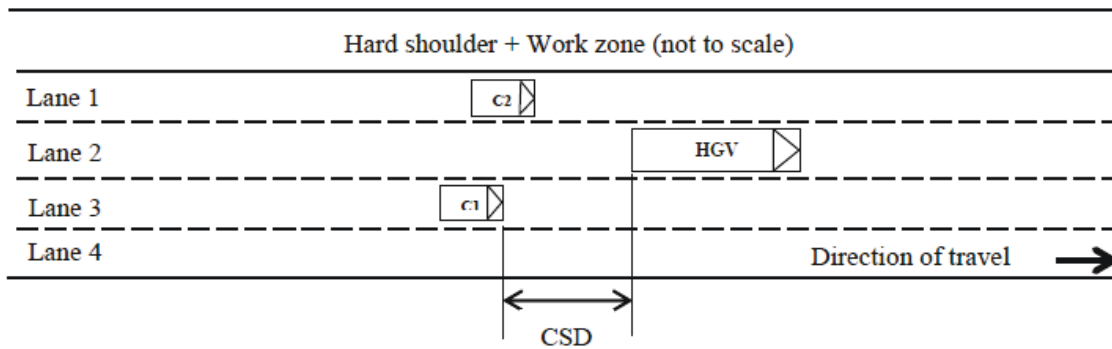 Hard shoulder + Work zone (not to scale)
Lane 1
C2
Lane 2
HGV
Lane 3
C1
Lane 4
Direction of travel
CSD